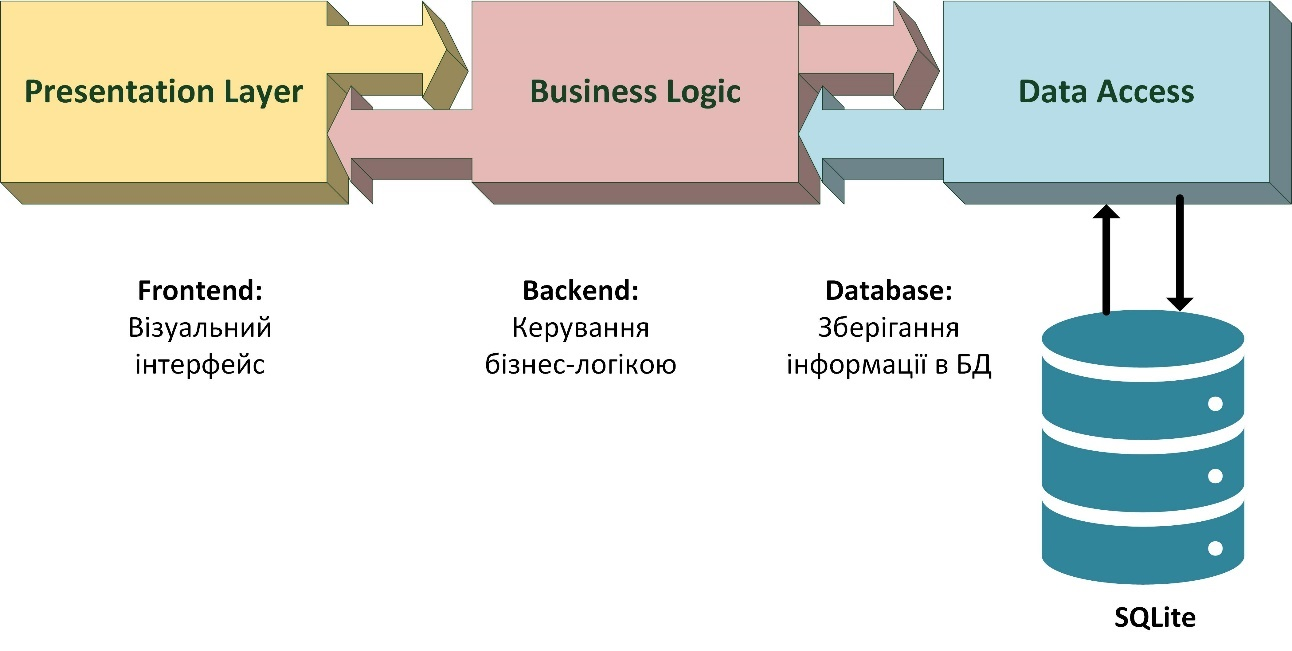 Presentation Layer
Business Logic
Data Access
Frontend:
Візуальний
інтерфейс
Backend:
Керування
бізнес-логікою
Database:
Зберігання
інформації в БД
SQLite